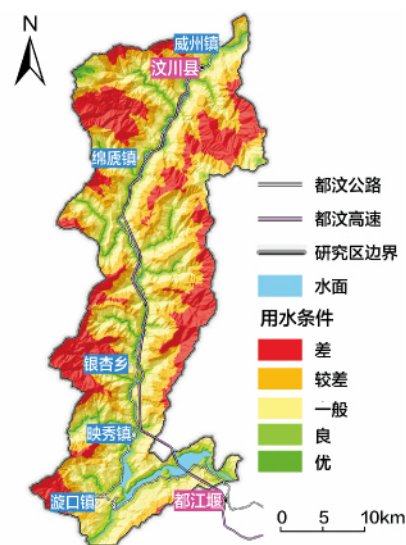 N
威州镇
汶川县
绵虒镇
银杏乡
映秀镇
漩口镇
都江堰
都汶公路
都汶高速
研究区边界
水面
用水条件
差
较差
一般
良
优
0 5 10km